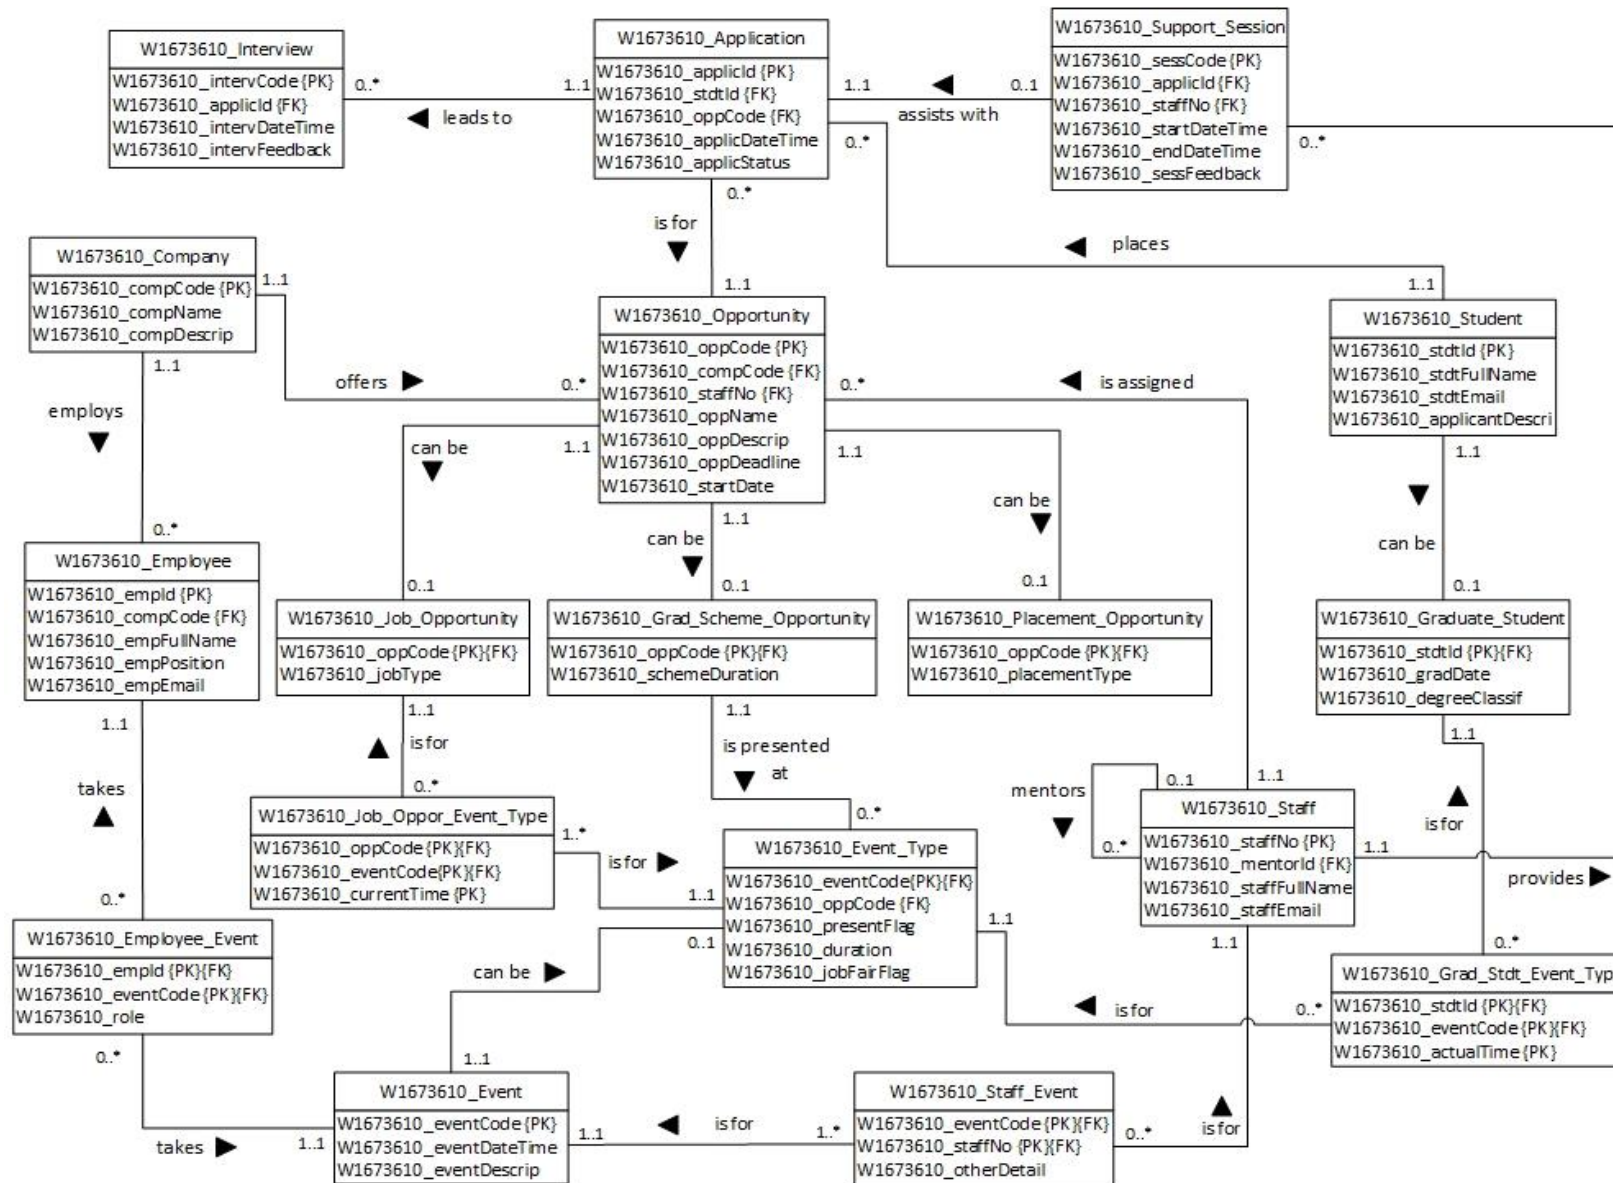 W1673610_Interview
W1673610_intervCode {PK}
W1673610_applicId {FK}
W1673610_intervDateTime
W1673610_intervFeedback
0..*
1..1
leads to
W1673610_Application
W1673610_applicId {PK}
W1673610_stdtId {FK}
W1673610_oppCode {FK}
W1673610_applicDateTime
W1673610_applicStatus
1..1
0..1
assists with
0..*
W1673610_Support_Session
W1673610_sessCode {PK}
W1673610_applicId {FK}
W1673610_staffNo {FK}
W1673610_startDateTime
W1673610_endDateTime
W1673610_sessFeedback
0..*
0..*
is for
1..1
places
1..1
W1673610_Company
W1673610_compCode {PK}
W1673610_compName
W1673610_compDescrip
1..1
1..1
offers
0..*
employs
0..*
W1673610_Opportunity
W1673610_oppCode {PK}
W1673610_compCode {FK}
W1673610_staffNo {FK}
W1673610_oppName
W1673610_oppDescrip
W1673610_oppDeadline
W1673610_startDate
0..*
is assigned
W1673610_Student
W1673610_stdtId {PK}
W1673610_stdtFullName
W1673610_stdtEmail
W1673610_applicantDescri
1..1
can be
0..1
1..1
can be
0..1
1..1
can be
0..1
1..1
can be
0..1
W1673610_Employee
W1673610_empId {PK}
W1673610_compCode {FK}
W1673610_empFullName
W1673610_empPosition
W1673610_empEmail
1..1
takes
0..*
W1673610_Job_Opportunity
W1673610_oppCode {PK}{FK}
W1673610_jobType
1..1
is for
0..*
W1673610_Grad_Scheme_Opportunity
W1673610_oppCode {PK}{FK}
W1673610_schemeDuration
1..1
is presented
at
0..*
W1673610_Placement_Opportunity
W1673610_oppCode {PK}{FK}
W1673610_placementType
W1673610_Graduate_Student
W1673610_stdtId {PK}{FK}
W1673610_gradDate
W1673610_degreeClassif
1..1
is for
0..*
W1673610_Job_Oppor_Event_Type
W1673610_oppCode {PK}{FK}
W1673610_eventCode{PK}{FK}
W1673610_currentTime {PK}
1..*
is for
1..1
W1673610_Event_Type
W1673610_eventCode{PK}{FK}
W1673610_oppCode {FK}
W1673610_presentFlag
W1673610_duration
W1673610_jobFairFlag
1..1
0..1
can be
1..1
mentors
0..1
0..*
1..1
W1673610_Staff
W1673610_staffNo {PK}
W1673610_mentorId {FK}
W1673610_staffFullName
W1673610_staffEmail
1..1
provides
1..1
W1673610_Employee_Event
W1673610_empId {PK}{FK}
W1673610_eventCode {PK}{FK}
W1673610_role
0..*
takes
1..1
is for
0..*
W1673610_Grad_Stdt_Event_Typ
W1673610_stdtId {PK}{FK}
W1673610_eventCode {PK}{FK}
W1673610_actualTime {PK}
W1673610_Event
W1673610_eventCode {PK}
W1673610_eventDateTime
W1673610_eventDescrip
1..1
is for
1..*
W1673610_Staff_Event
W1673610_eventCode {PK}{FK}
W1673610_staffNo {PK}{FK}
W1673610_otherDetail
0..*
is for